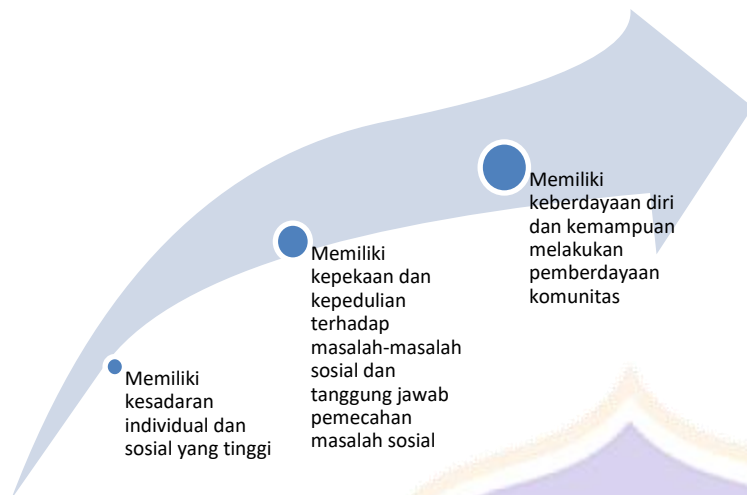 Memiliki
kesadaran
individual dan
sosial yang tinggi
Memiliki
kepekaan dan
kepedulian
terhadap
masalah-masalah
sosial dan
tanggung jawab
pemecahan
masalah sosial
Memiliki
keberdayaan diri
dan kemampuan
melakukan
pemberdayaan
komunitas